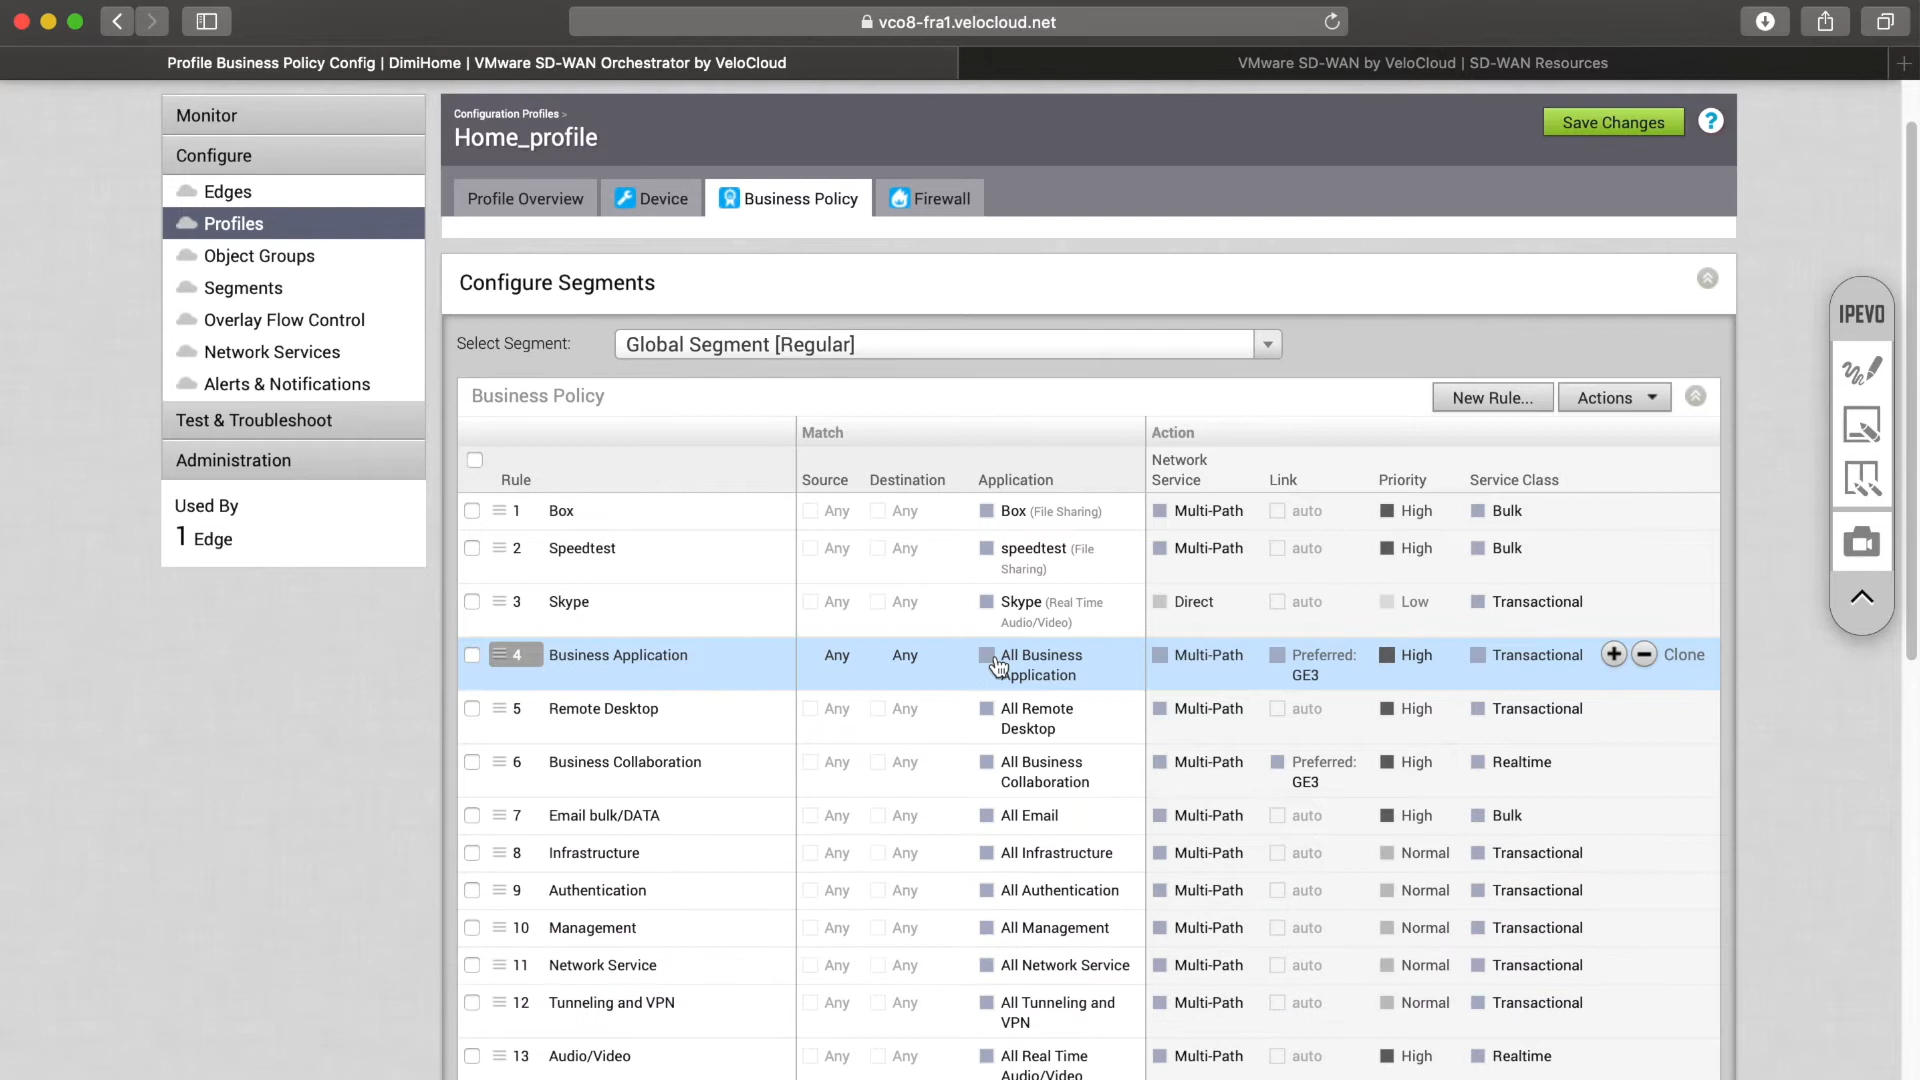 vco8-fra1.velocloud.net
Profile Business Policy Config | DimiHome | VMware SD-WAN Orchestrator by VeloCloud
VMware SD-WAN by VeloCloud | SD-WAN Resources
Monitor
Configure
Edges
Profiles
Object Groups
Segments
Overlay Flow Control
Network Services
Alerts & Notifications
Test & Troubleshoot
Administration
Used By
1 Edge
Configuration Profiles >
Home_profile
Save Changes
?
Profile Overview
Device
Business Policy
Firewall
Configure Segments
Select Segment: Global Segment [Regular]
Business Policy
New Rule...
Actions
Match Action
Rule Source Destination Application Network Service Link Priority Service Class
1 Box Any Any Box (File Sharing) Multi-Path auto High Bulk
2 Speedtest Any Any speedtest (File Multi-Path auto High Bulk
Sharing)
3 Skype Any Any Skype (Real Time Direct auto Low Transactional
Audio/Video)
4 Business Application Any Any All Business Multi-Path Preferred: High Transactional Clone
Application GE3
5 Remote Desktop Any Any All Remote Multi-Path auto High Transactional
Desktop
6 Business Collaboration Any Any All Business Multi-Path Preferred: High Realtime
Collaboration GE3
7 Email bulk/DATA Any Any All Email Multi-Path auto High Bulk
8 Infrastructure Any Any All Infrastructure Multi-Path auto Normal Transactional
9 Authentication Any Any All Authentication Multi-Path auto Normal Transactional
10 Management Any Any All Management Multi-Path auto Normal Transactional
11 Network Service Any Any All Network Service Multi-Path auto Normal Transactional
12 Tunneling and VPN Any Any All Tunneling and Multi-Path auto Normal Transactional
VPN
13 Audio/Video Any Any All Real Time Multi-Path auto High Realtime
Audio/Video
IPEVO